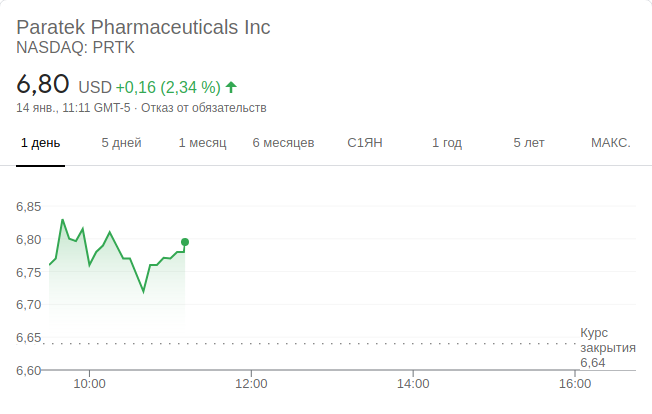 Paratek Pharmaceuticals Inc
NASDAQ: PRTK
6,80 USD +0,16 (2,34 %)
14 янв., 11:11 GMT-5 · Отказ от обязательств
1 день 5 дней 1 месяц 6 месяцев С1ЯН 1 год 5 лет МАКС.
6,85
6,80
6,75
6,70
6,65
6,60
Курс
закрытия
6,64
10:00 12:00 14:00 16:00